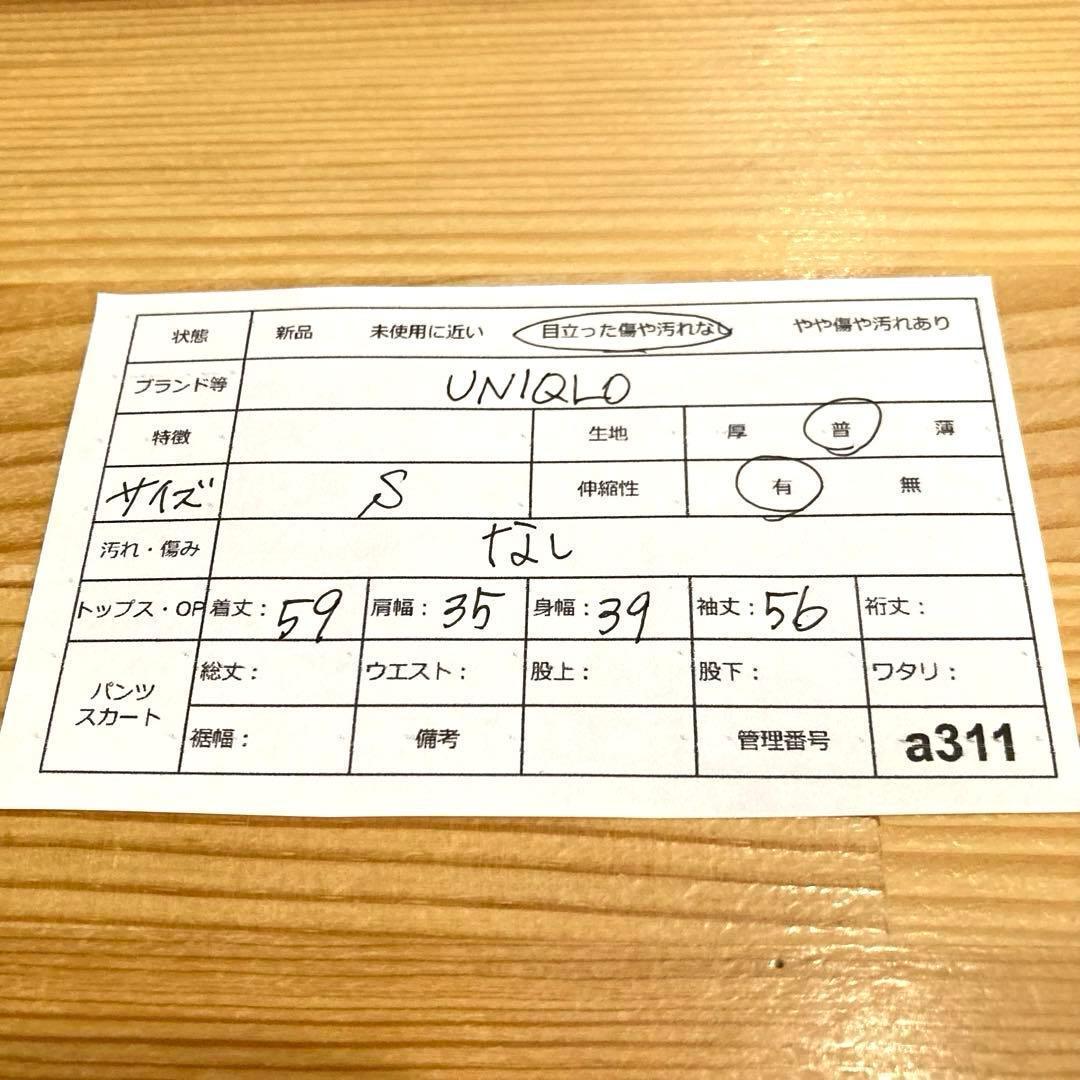 状態 新品 未使用に近い 目立った傷や汚れなし やや傷や汚れあり
ブランド等 UNIQLO
特徴 生地 厚 普 薄
サイズ S 伸縮性 有 無
汚れ・傷み なし
トップス・OP 着丈：59 肩幅：35 身幅：39 袖丈：56 裄丈：
パンツ
スカート
総丈： ウエスト： 股上： 股下： ワタリ：
裾幅： 備考 管理番号 a311